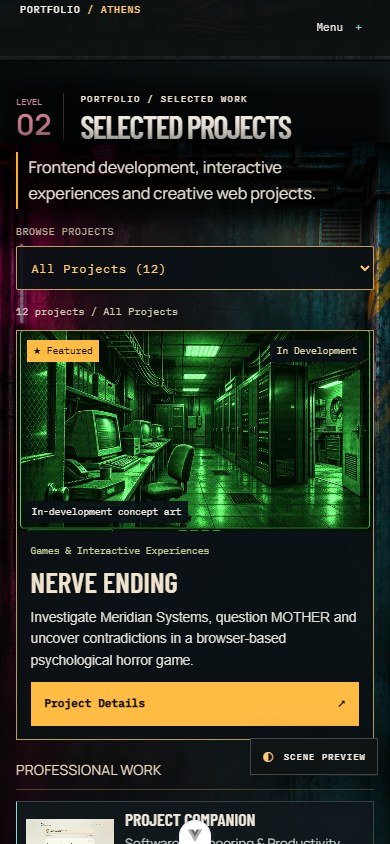 PORTFOLIO / ATHENS
Menu +
LEVEL
02
PORTFOLIO / SELECTED WORK
SELECTED PROJECTS
Frontend development, interactive
experiences and creative web projects.
BROWSE PROJECTS
All Projects (12)
12 projects / All Projects
★ Featured
In Development
In-development concept art
Games & Interactive Experiences
NERVE ENDING
Investigate Meridian Systems, question MOTHER and
uncover contradictions in a browser-based
psychological horror game.
Project Details ↗
SCENE PREVIEW
PROFESSIONAL WORK
PROJECT COMPANION
& Productivity